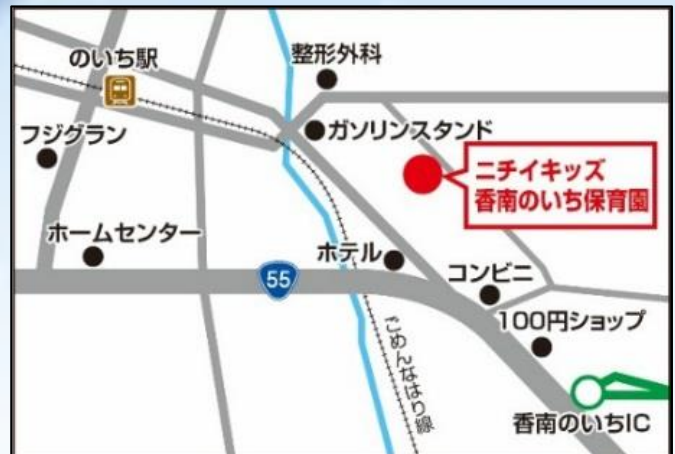 のいち駅
整形外科
フジグラン
ガソリンスタンド
ニチイキッズ
香南のいち保育園
ホームセンター
ホテル
55
コンビニ
100円ショップ
ごめんなはり線
香南のいちIC